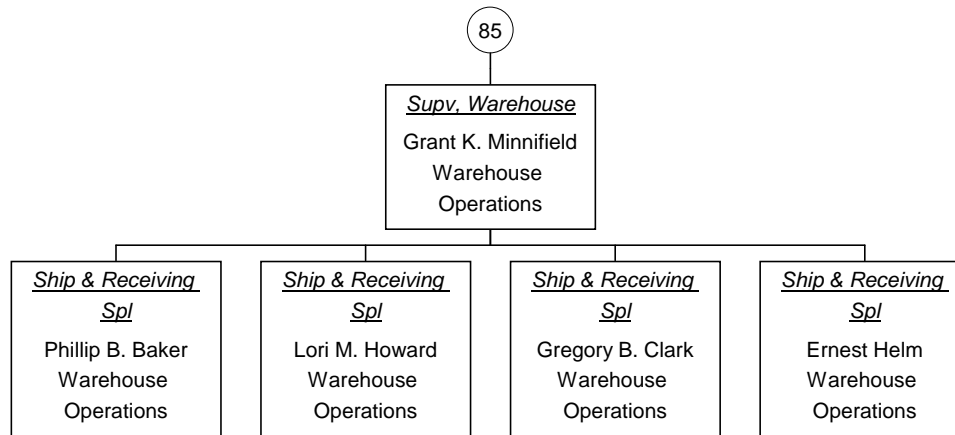 85
Supv, Warehouse
Grant K. Minnifield
Warehouse
Operations
Ship & Receiving
Spl
Phillip B. Baker
Warehouse
Operations
Ship & Receiving
Spl
Lori M. Howard
Warehouse
Operations
Ship & Receiving
Spl
Gregory B. Clark
Warehouse
Operations
Ship & Receiving
Spl
Ernest Helm
Warehouse
Operations